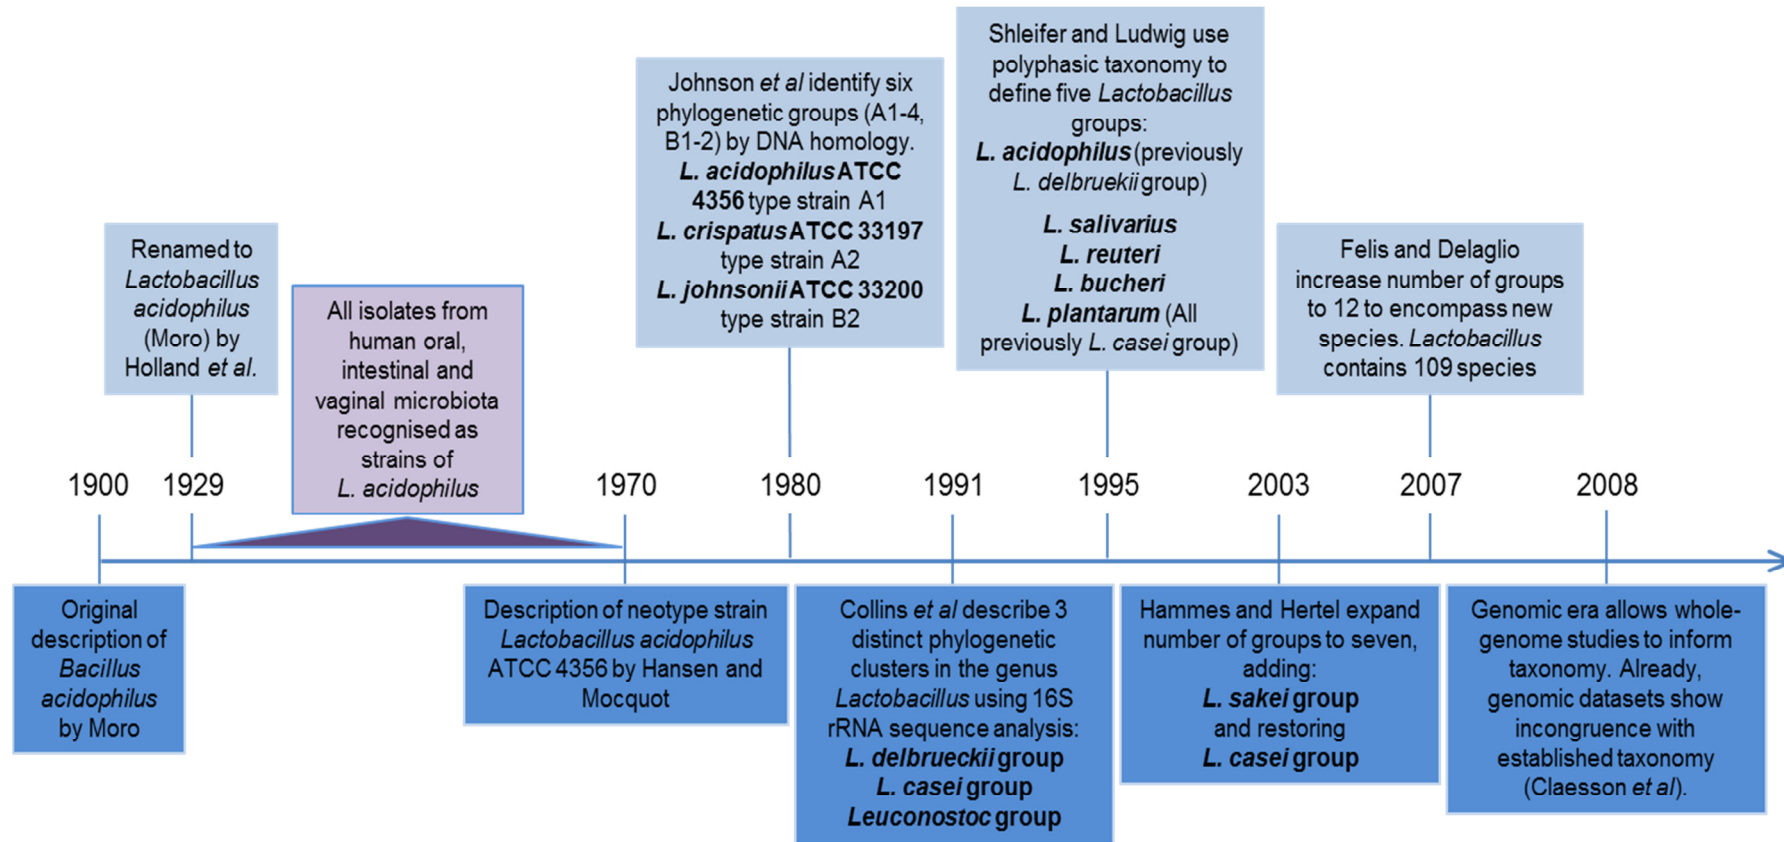 Renamed to
Lactobacillus
acidophilus
(Moro) by
Holland et al.
All isolates from
human oral,
intestinal and
vaginal microbiota
recognised as
strains of
L. acidophilus
Johnson et al identify six
phylogenetic groups (A1-4,
B1-2) by DNA homology.
L. acidophilus ATCC
4356 type strain A1
L. crispatus ATCC 33197
type strain A2
L. johnsonii ATCC 33200
type strain B2
Shleifer and Ludwig use
polyphasic taxonomy to
define five Lactobacillus
groups:
L. acidophilus (previously
L. delbruekii group)
L. salivarius
L. reuteri
L. bucheri
L. plantarum (All
previously L. casei group)
Felis and Delaglio
increase number of groups
to 12 to encompass new
species. Lactobacillus
contains 109 species
1900 1929 1970 1980 1991 1995 2003 2007 2008
Original
description of
Bacillus
acidophilus
by Moro
Description of neotype strain
Lactobacillus acidophilus
ATCC 4356 by Hansen and
Mocquot
Collins et al describe 3
distinct phylogenetic
clusters in the genus
Lactobacillus using 16S
rRNA sequence analysis:
L. delbrueckii group
L. casei group
Leuconostoc group
Hammes and Hertel expand
number of groups to seven,
adding:
L. sakei group
and restoring
L. casei group
Genomic era allows whole-
genome studies to inform
taxonomy. Already,
genomic datasets show
incongruence with
established taxonomy
(Claesson et al).